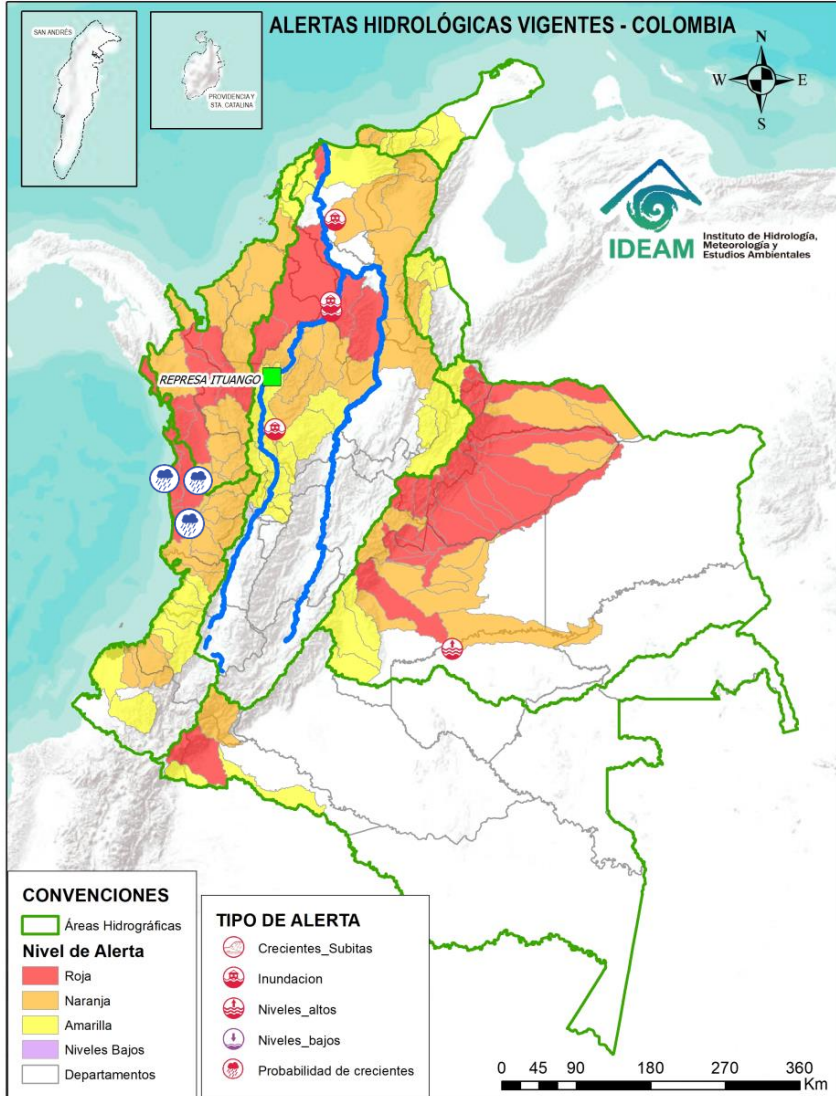 ALERTAS HIDROLÓGICAS VIGENTES - COLOMBIA
SAN ANDRÉS
PROVIDENCIA Y
STA. CATALINA
N
W
E
S
IDEAM
Instituto de Hidrología,
Meteorología y
Estudios Ambientales
REPRESA ITUANGO
CONVENCIONES
Áreas Hidrográficas
Nivel de Alerta
Roja
Naranja
Amarilla
Niveles Bajos
Departamentos
TIPO DE ALERTA
Crecientes_Subitas
Inundacion
Niveles_altos
Niveles_bajos
Probabilidad de crecientes
0 45 90 180 270 360
Km